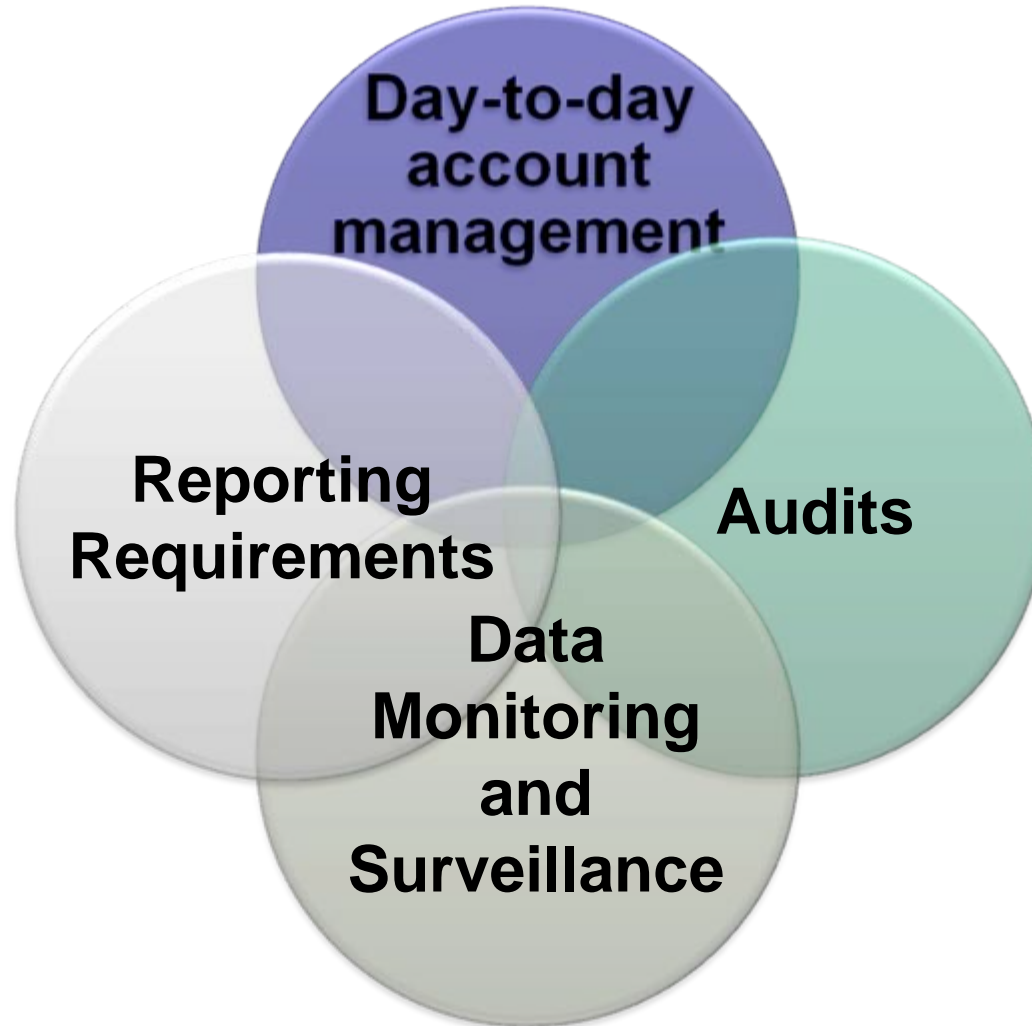 Day-to-day
account
management
Reporting
Requirements
Audits
Data
Monitoring
and
Surveillance